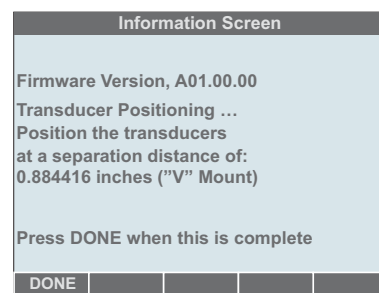 Information Screen
Firmware Version, A01.00.00
Transducer Positioning ...
Position the transducers
at a separation distance of:
0.884416 inches (”V” Mount)
Press DONE when this is complete
DONE